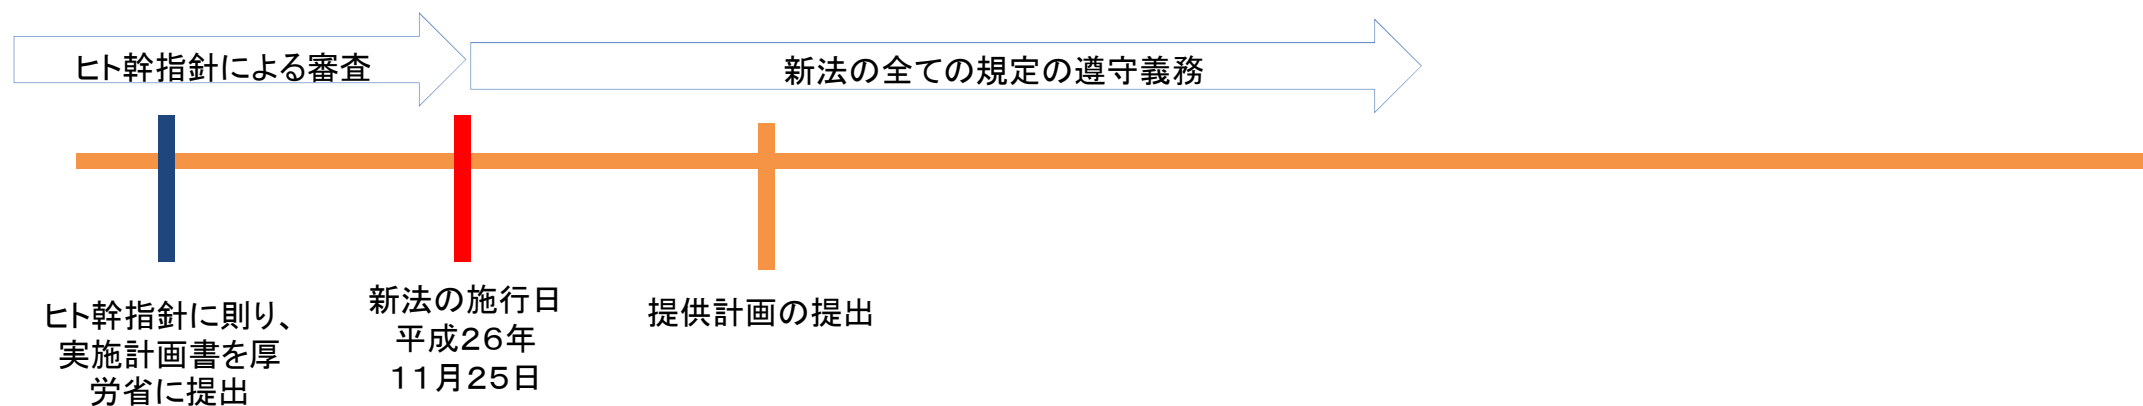 ヒト幹指針による審査
新法の全ての規定の遵守義務
ヒト幹指針に則り、
実施計画書を厚
労省に提出
新法の施行日
平成26年
11月25日
提供計画の提出